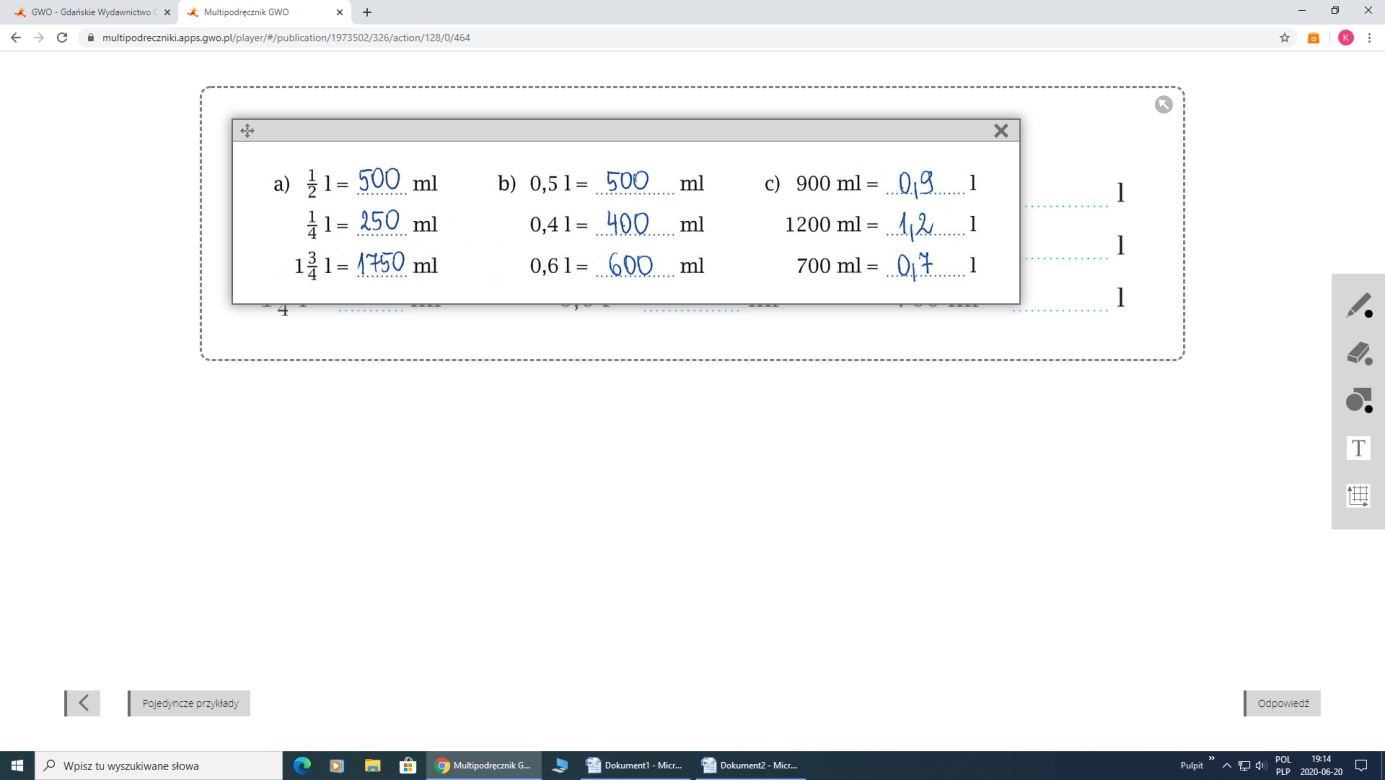 GWO - Gdańskie Wydawnictwo
Multipodręcznik GWO
multipodreczniki.apps.gwo.pl/player/#/publication/1973502/326/action/128/0/464
K
a) 1/2 l = 500 ml b) 0,5 l = 500 ml c) 900 ml = 0,9 l
1/4 l = 250 ml 0,4 l = 400 ml 1200 ml = 1,2 l
1 3/4 l = 1750 ml 0,6 l = 600 ml 700 ml = 0,7 l
l
l
l
T
Pojedyncze przykłady Odpowiedź
Wpisz tu wyszukiwane słowa Multipodręcznik G... Dokument1 - Micr... Dokument2 - Micr... Pulpit » POL 19:14
PLP 2020-06-20